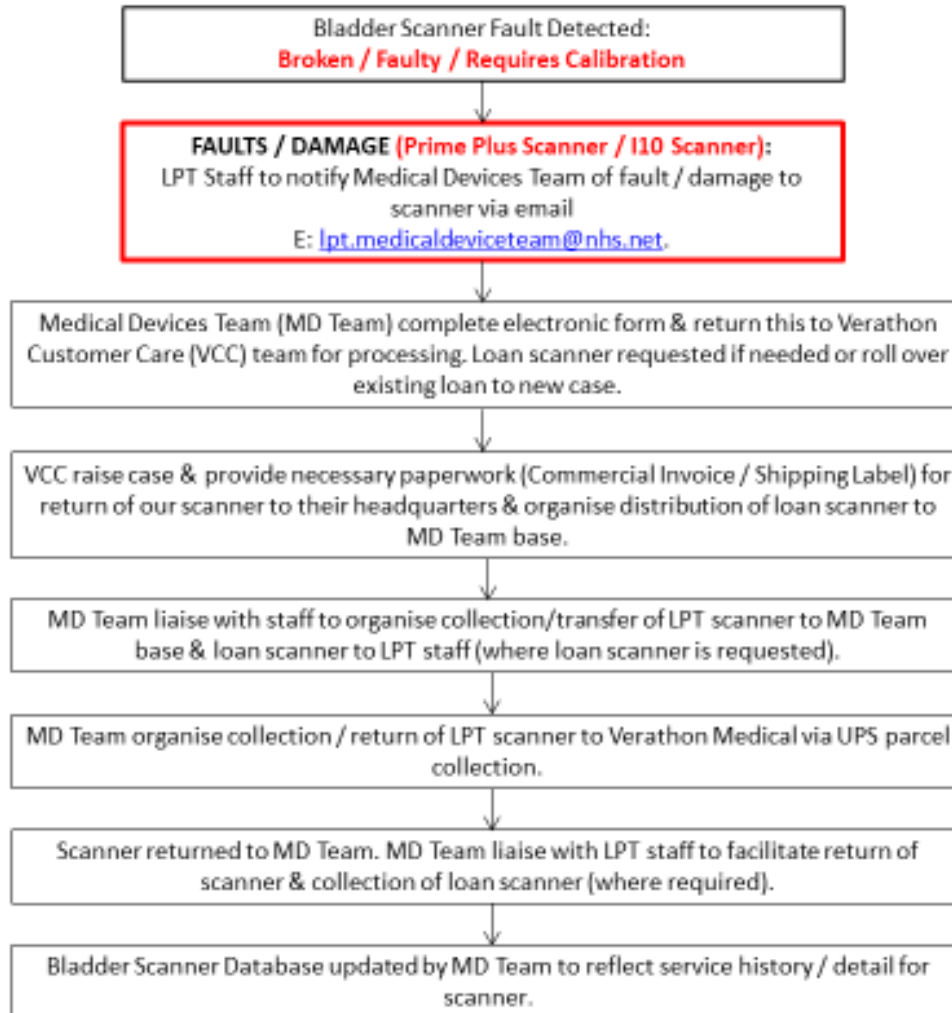 Bladder Scanner Fault Detected:
Broken / Faulty / Requires Calibration
FAULTS / DAMAGE (Prime Plus Scanner / I10 Scanner):
LPT Staff to notify Medical Devices Team of fault / damage to
scanner via email
E: lpt.medicaldeviceteam@nhs.net.
Medical Devices Team (MD Team) complete electronic form & return this to Verathon
Customer Care (VCC) team for processing. Loan scanner requested if needed or roll over
existing loan to new case.
VCC raise case & provide necessary paperwork (Commercial Invoice / Shipping Label) for
return of our scanner to their headquarters & organise distribution of loan scanner to
MD Team base.
MD Team liaise with staff to organise collection/transfer of LPT scanner to MD Team
base & loan scanner to LPT staff (where loan scanner is requested).
MD Team organise collection / return of LPT scanner to Verathon Medical via UPS parcel
collection.
Scanner returned to MD Team. MD Team liaise with LPT staff to facilitate return of
scanner & collection of loan scanner (where required).
Bladder Scanner Database updated by MD Team to reflect service history / detail for
scanner.